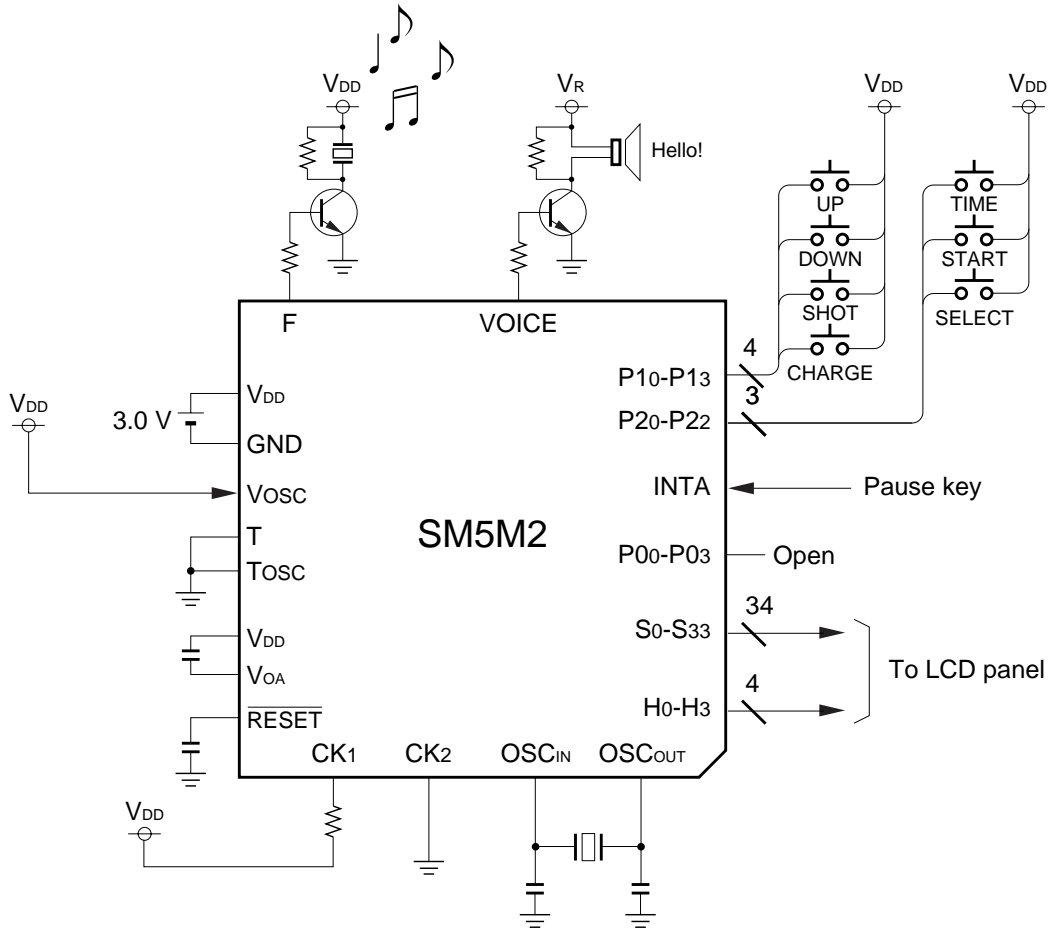 VDD
VR
VDD
VDD
Hello!
UP
TIME
DOWN
START
SHOT
SELECT
CHARGE
F
VOICE
4
P10-P13
3
P20-P22
VDD
3.0 V
VDD
GND
VOSC
INTA
Pause key
SM5M2
T
TOSC
P00-P03
Open
34
S0-S33
To LCD panel
VDD
VOA
4
H0-H3
RESET
CK1
CK2
OSCIN
OSCOUT
VDD